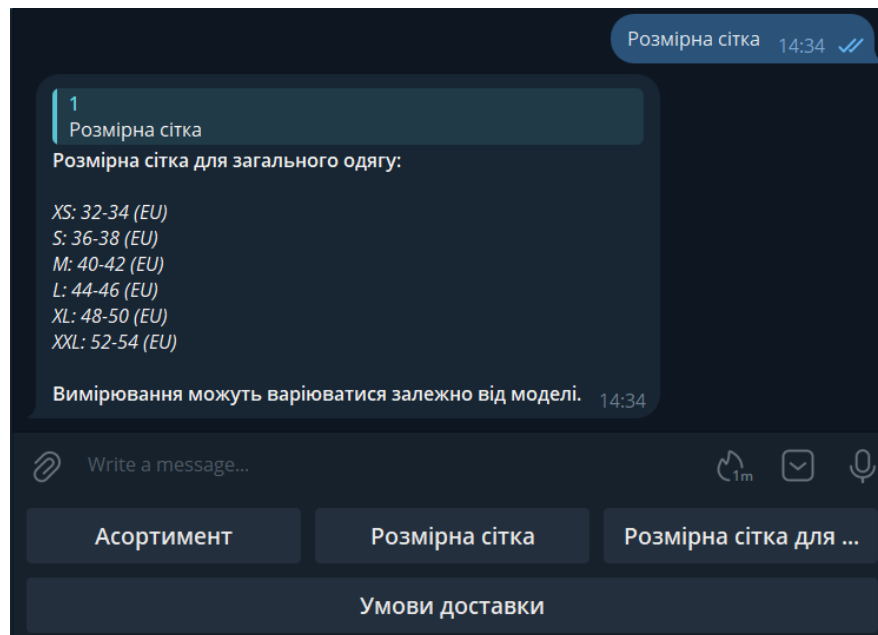 Розмірна сітка 14:34
1
Розмірна сітка
Розмірна сітка для загального одягу:
XS: 32-34 (EU)
S: 36-38 (EU)
M: 40-42 (EU)
L: 44-46 (EU)
XL: 48-50 (EU)
XXL: 52-54 (EU)
Вимірювання можуть варіюватися залежно від моделі. 14:34
Write a message... 1m
Асортимент Розмірна сітка Розмірна сітка для ...
Умови доставки